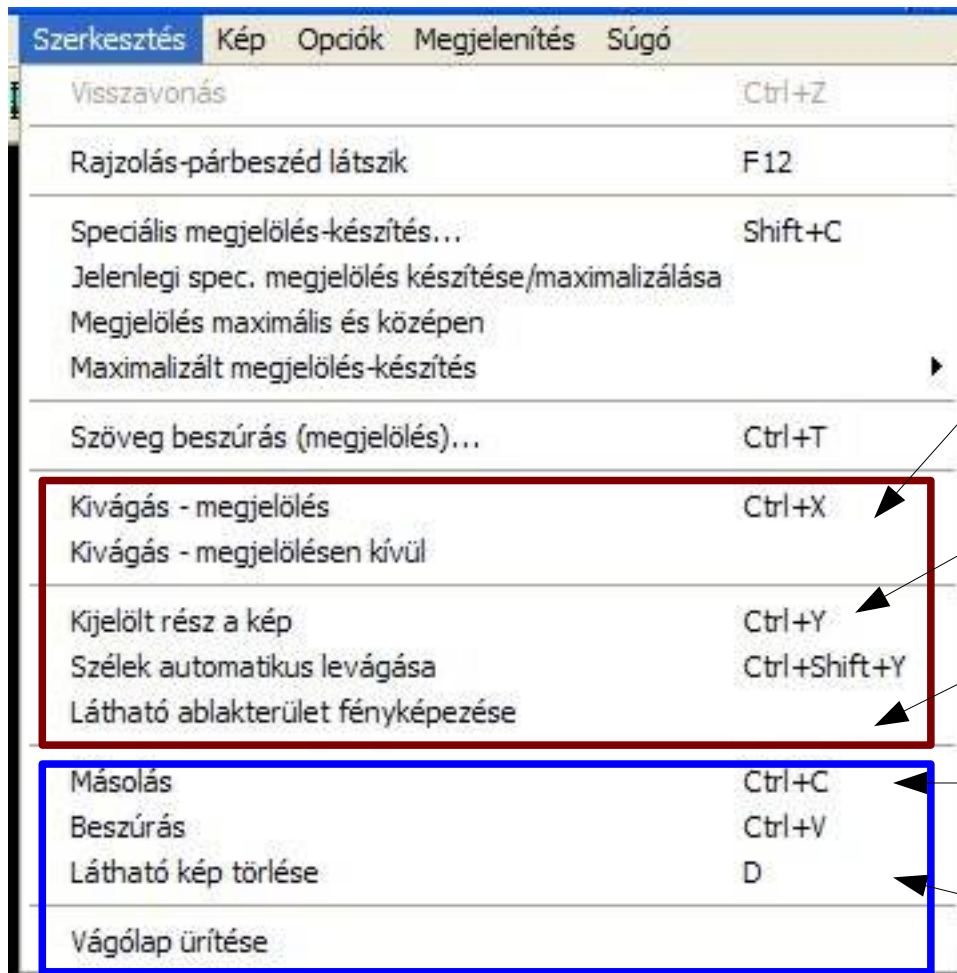 Szerkesztés Kép Opciók Megjelenítés Súgó
Visszavonás Ctrl+Z
Rajzolás-párbeszéd látszik F12
Speciális megjelölés-készítés... Shift+C
Jelenlegi spec. megjelölés készítése/maximalizálása
Megjelölés maximális és középen
Maximalizált megjelölés-készítés
Szöveg beszúrás (megjelölés)... Ctrl+T
Kivágás - megjelölés Ctrl+X
Kivágás - megjelölésen kívül
Kijelölt rész a kép Ctrl+Y
Szélek automatikus levágása Ctrl+Shift+Y
Látható ablakterület fényképezése
Másolás Ctrl+C
Beszúrás Ctrl+V
Látható kép törlése D
Vágólap ürítése